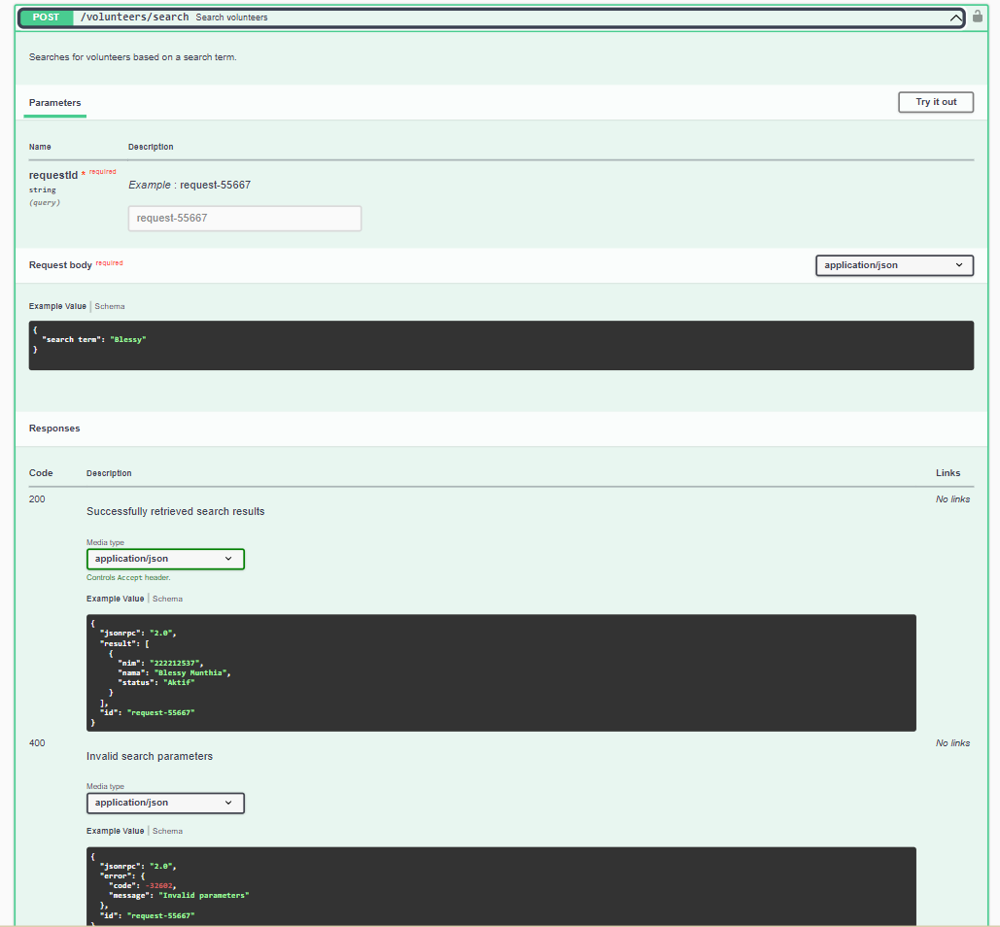 POST /volunteers/search Search volunteers
Searches for volunteers based on a search term.
Parameters
Try it out
Name Description
requestId * required
string
(query)
Example : request-55667
request-55667
Request body required
application/json
Example Value | Schema
{
"search term": "Blessy"
}
Responses
Code Description Links
200
Successfully retrieved search results
No links
Media type
application/json
Controls Accept header.
Example Value | Schema
{
"jsonrpc": "2.0",
"result": [
{
"nim": "222212537",
"nama": "Blessy Munthia",
"status": "Aktif"
}
],
"id": "request-55667"
}
400
Invalid search parameters
No links
Media type
application/json
Example Value | Schema
{
"jsonrpc": "2.0",
"error": {
"code": -32602,
"message": "Invalid parameters"
},
"id": "request-55667"
}